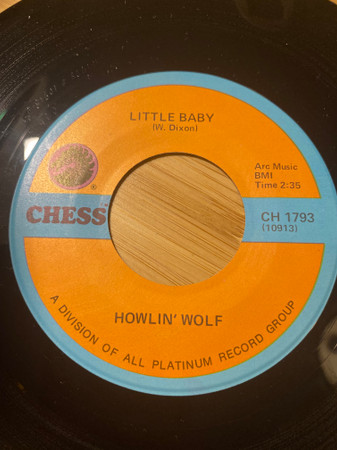 LITTLE BABY
(W. Dixon)
Arc Music
BMI
Time 2:35
®
CHESS
CH 1793
(10913)
HOWLIN' WOLF
A DIVISION OF ALL PLATINUM RECORD GROUP